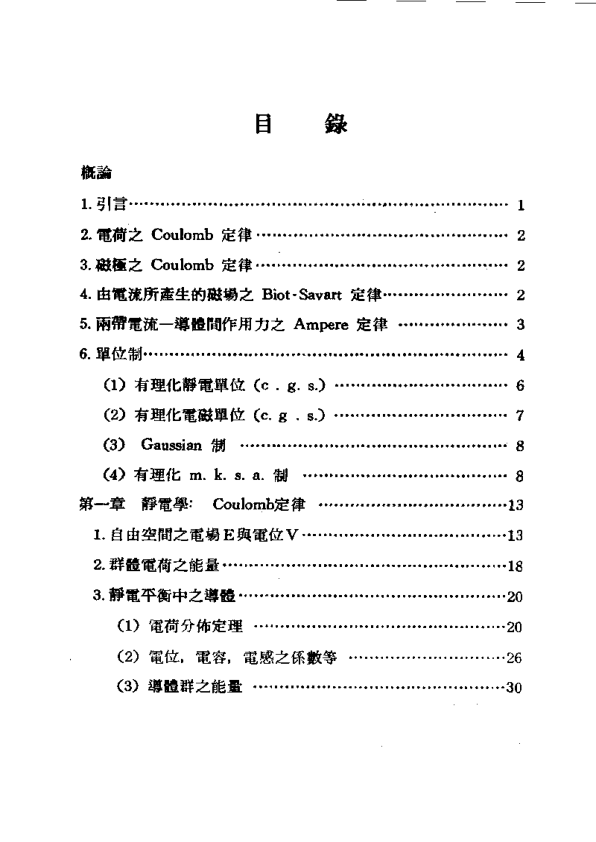 目　　錄
概論
1. 引言…………………………………………………………… 1
2. 電荷之 Coulomb 定律………………………………………… 2
3. 磁極之 Coulomb 定律………………………………………… 2
4. 由電流所產生的磁場之 Biot-Savart 定律…………………… 2
5. 兩帶電流一導體間作用力之 Ampere 定律 ………………… 3
6. 單位制………………………………………………………… 4
(1) 有理化靜電單位 (c . g. s.) …………………………… 6
(2) 有理化電磁單位 (c. g . s.) …………………………… 7
(3) Gaussian 制 …………………………………………… 8
(4) 有理化 m. k. s. a. 制 ………………………………… 8
第一章　靜電學:　Coulomb定律 ………………………………13
1. 自由空間之電場E與電位V…………………………………13
2. 群體電荷之能量………………………………………………18
3. 靜電平衡中之導體……………………………………………20
(1) 電荷分佈定理 …………………………………………20
(2) 電位, 電容, 電感之係數等 …………………………26
(3) 導體群之能量 …………………………………………30